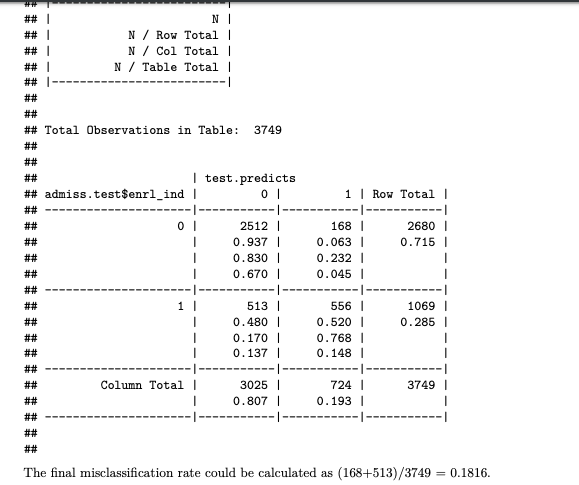 ## |-------------------------|
## |                       N |
## |           N / Row Total |
## |           N / Col Total |
## |         N / Table Total |
## |-------------------------|
##
##
## Total Observations in Table:  3749
##
##
##                     | test.predicts
## admiss.test$enrl_ind |         0 |         1 | Row Total |
## --------------------|-----------|-----------|-----------|
##                   0 |      2512 |       168 |      2680 |
##                     |     0.937 |     0.063 |     0.715 |
##                     |     0.830 |     0.232 |           |
##                     |     0.670 |     0.045 |           |
## --------------------|-----------|-----------|-----------|
##                   1 |       513 |       556 |      1069 |
##                     |     0.480 |     0.520 |     0.285 |
##                     |     0.170 |     0.768 |           |
##                     |     0.137 |     0.148 |           |
## --------------------|-----------|-----------|-----------|
##        Column Total |      3025 |       724 |      3749 |
##                     |     0.807 |     0.193 |           |
## --------------------|-----------|-----------|-----------|
##
##
The final misclassification rate could be calculated as (168+513)/3749 = 0.1816.